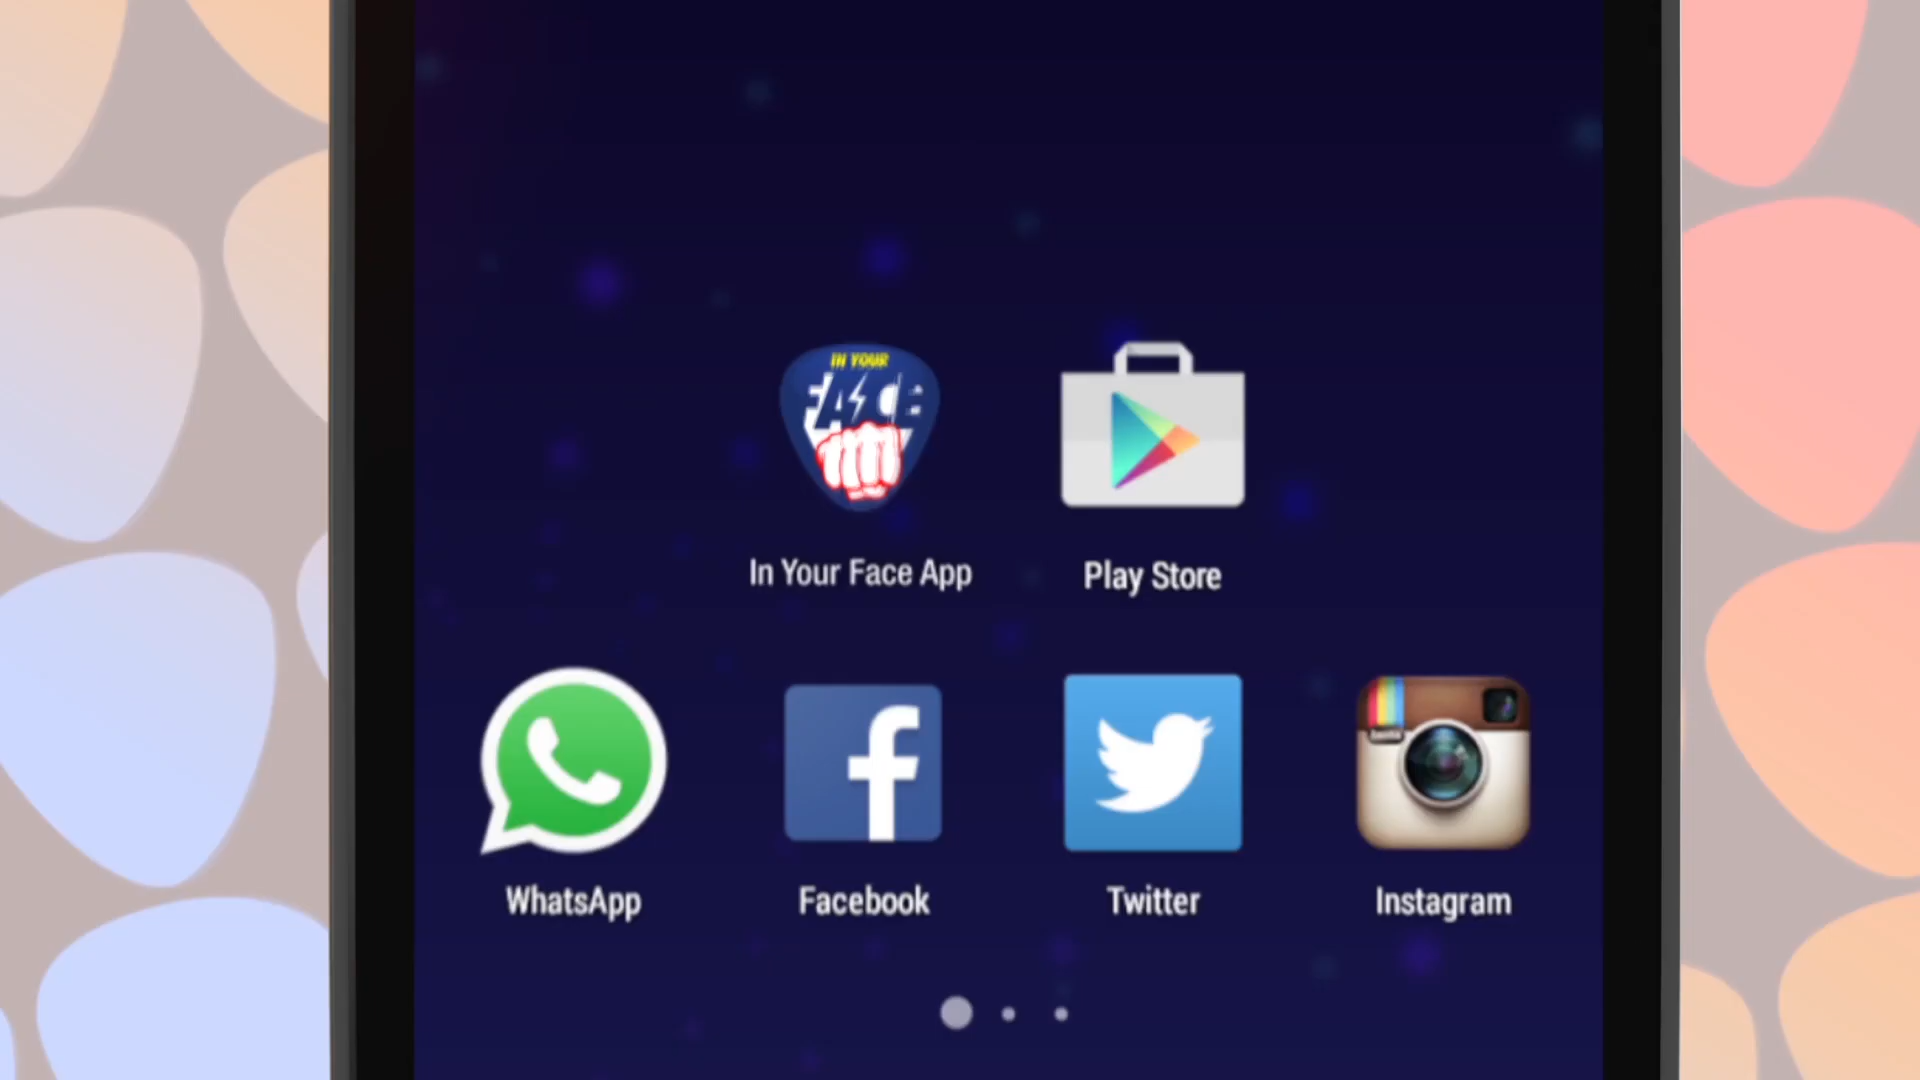 IN YOUR
FACE
In Your Face App
Play Store
WhatsApp
Facebook
Twitter
Instagram